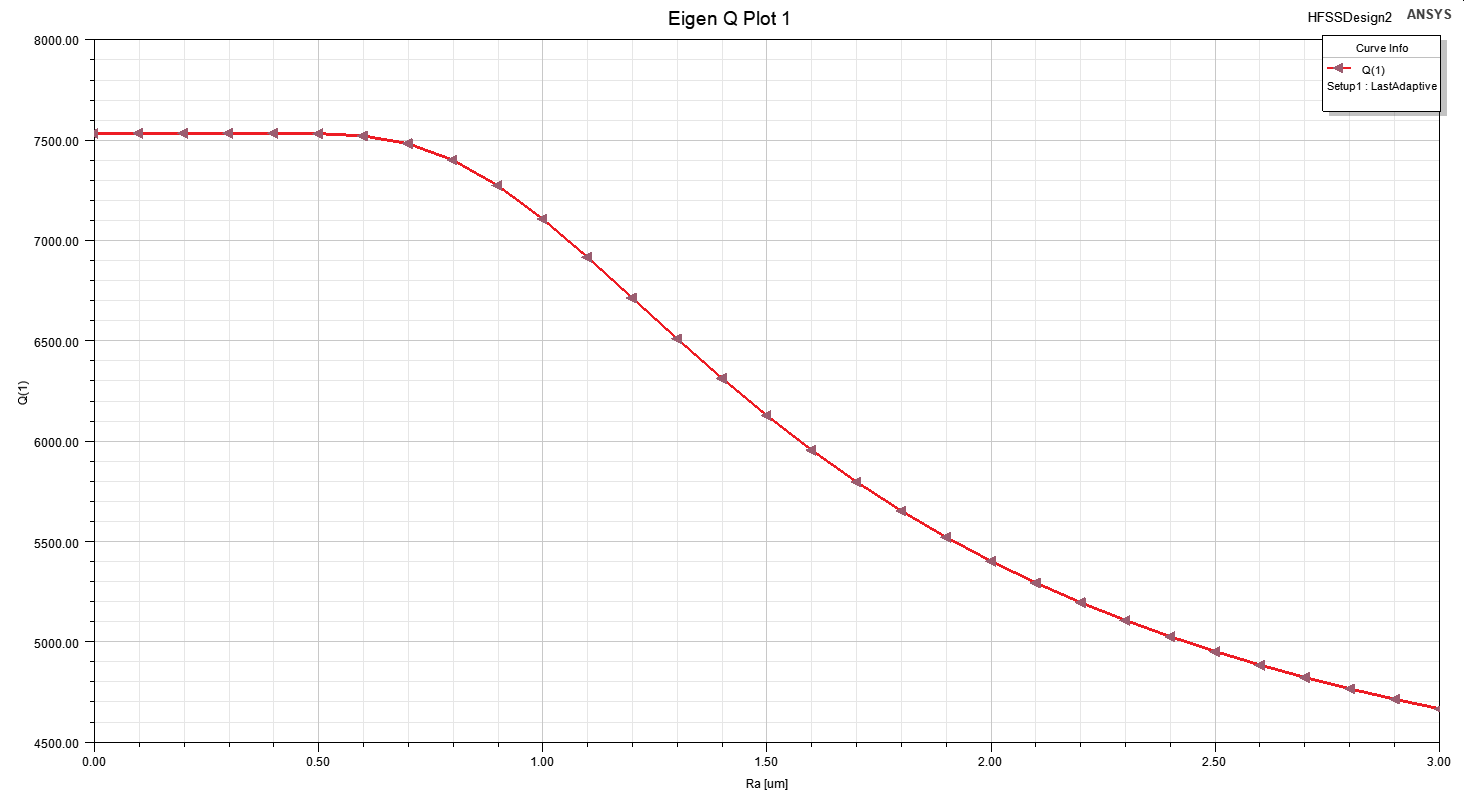 Eigen Q Plot 1
HFSSDesign2
ANSYS
Curve Info
Q(1)
Setup1 : LastAdaptive
8000.00
7500.00
7000.00
6500.00
6000.00
5500.00
5000.00
4500.00
Q(1)
0.00
0.50
1.00
1.50
2.00
2.50
3.00
Ra [um]